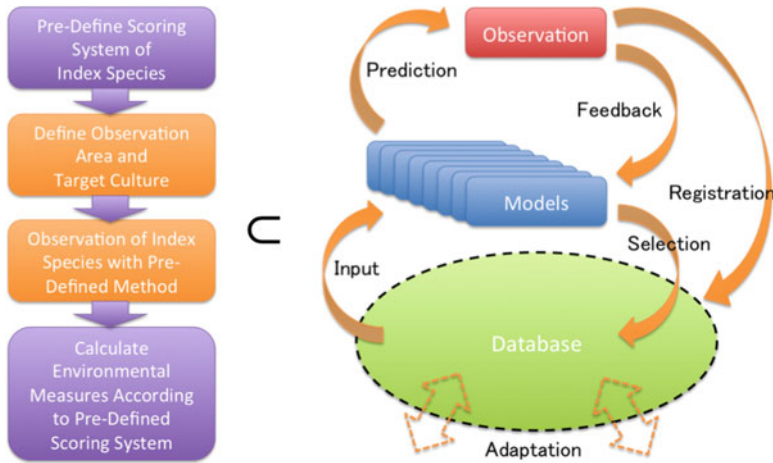 Pre-Define Scoring
System of
Index Species
Define Observation
Area and
Target Culture
Observation of Index
Species with Pre-
Defined Method
Calculate
Environmental
Measures According
to Pre-Defined
Scoring System
⊂
Observation
Prediction
Feedback
Models
Registration
Selection
Input
Database
Adaptation